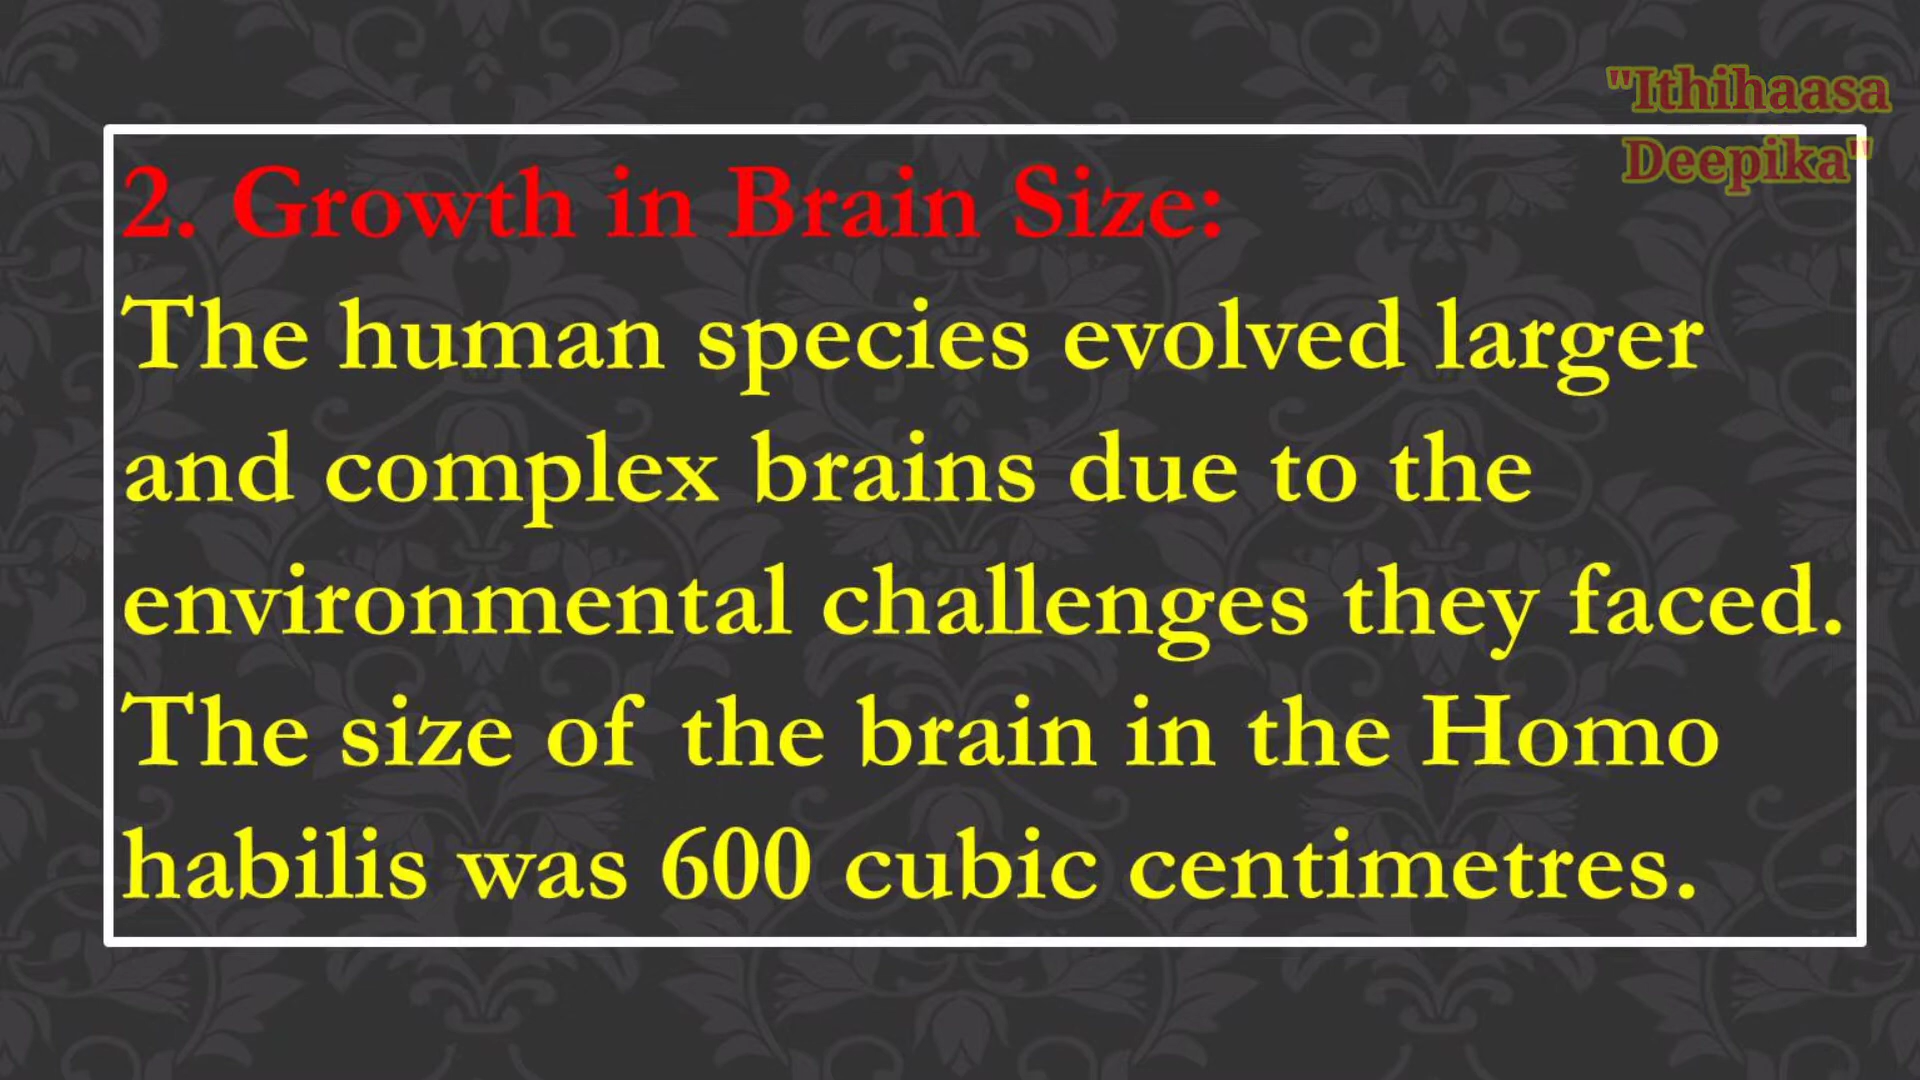 "Ithihaasa
Deepika"
2. Growth in Brain Size:
The human species evolved larger
and complex brains due to the
environmental challenges they faced.
The size of the brain in the Homo
habilis was 600 cubic centimetres.